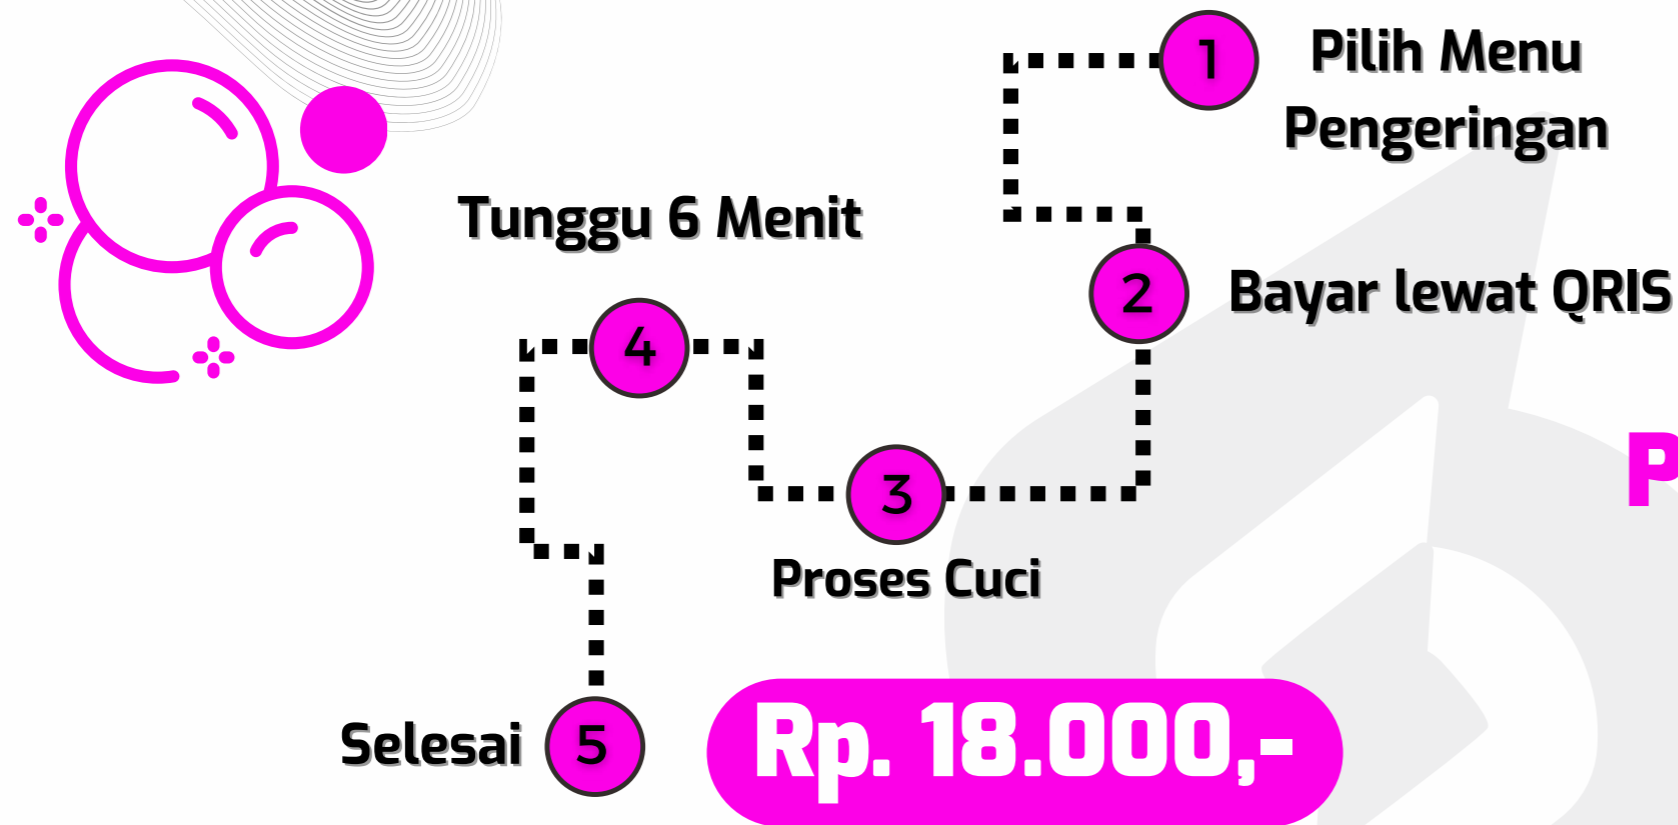 1
Pilih Menu
Pengeringan
2
Bayar lewat QRIS
3
Proses Cuci
Tunggu 6 Menit
4
Selesai
5
Rp. 18.000,-
P